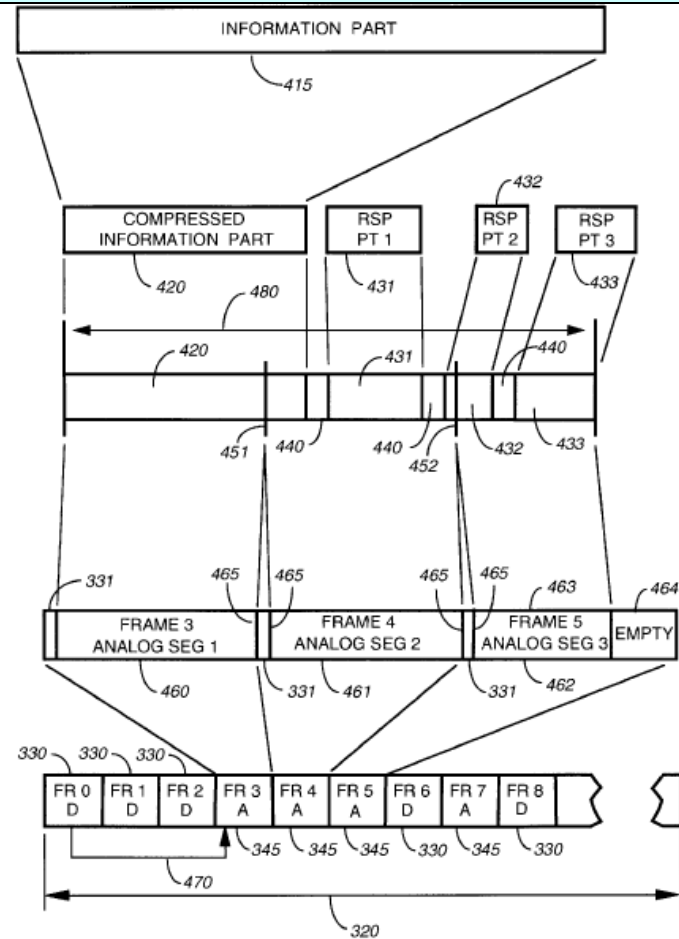 INFORMATION PART
415
432
COMPRESSED
INFORMATION PART
RSP
PT 1
RSP
PT 2
RSP
PT 3
420
431
433
480
420
431
440
451
440
440
452
432
433
331
465
465
465
465
463
464
FRAME 3
ANALOG SEG 1
FRAME 4
ANALOG SEG 2
FRAME 5
ANALOG SEG 3
EMPTY
460
331
461
331
462
330
330
330
FR 0
D
FR 1
D
FR 2
D
FR 3
A
FR 4
A
FR 5
A
FR 6
D
FR 7
A
FR 8
D
345
345
345
330
345
330
470
320